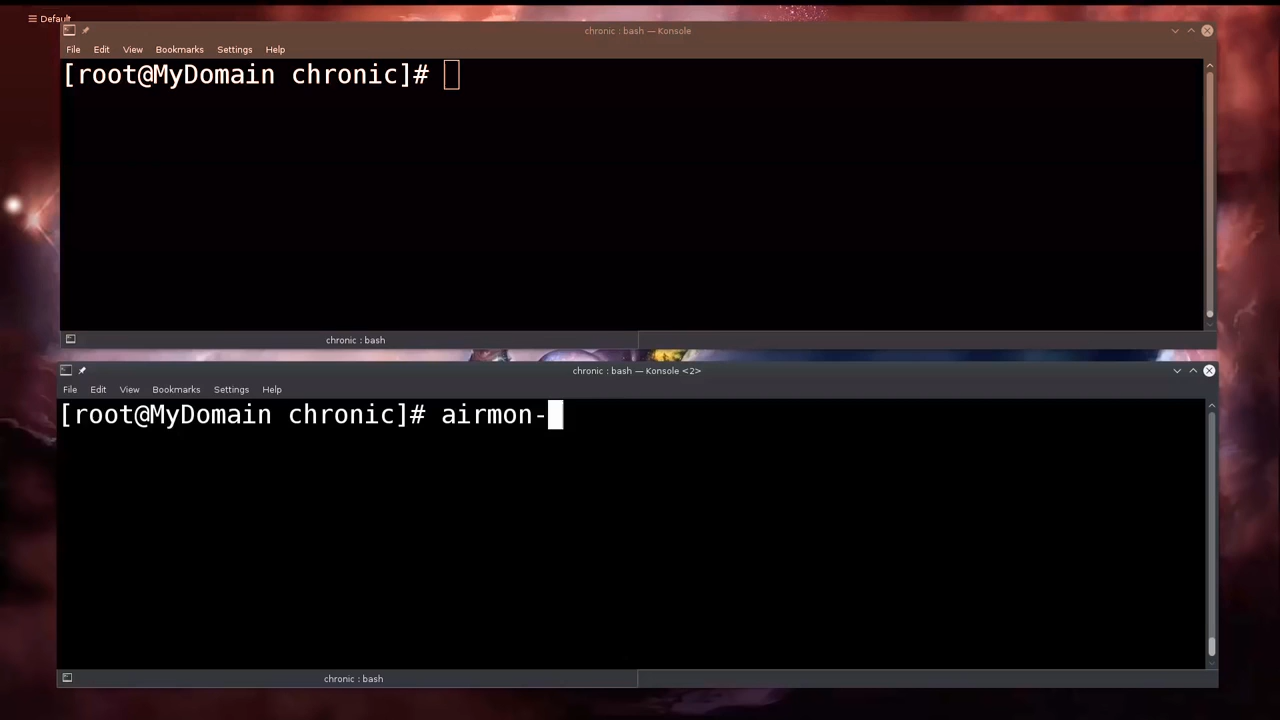 Default
chronic : bash — Konsole
File Edit View Bookmarks Settings Help
[root@MyDomain chronic]#
chronic : bash
chronic : bash — Konsole <2>
File Edit View Bookmarks Settings Help
[root@MyDomain chronic]# airmon-
chronic : bash